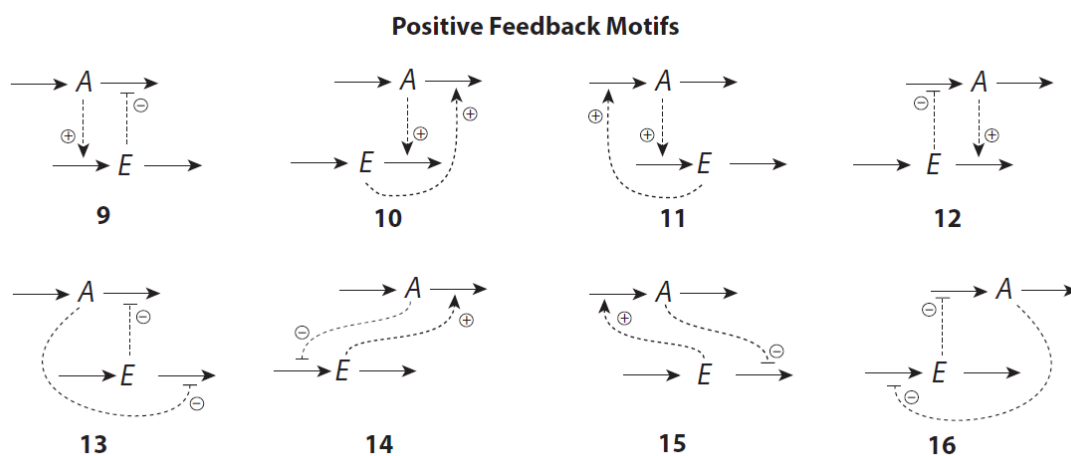 Positive Feedback Motifs
A A A A
⊖ ⊕ ⊕ ⊖
⊕ ⊕ ⊕ ⊕
E E E E
9 10 11 12
A A A A
⊖ ⊖ ⊕ ⊕ ⊖
E E E E
⊖ ⊖ ⊖
13 14 15 16